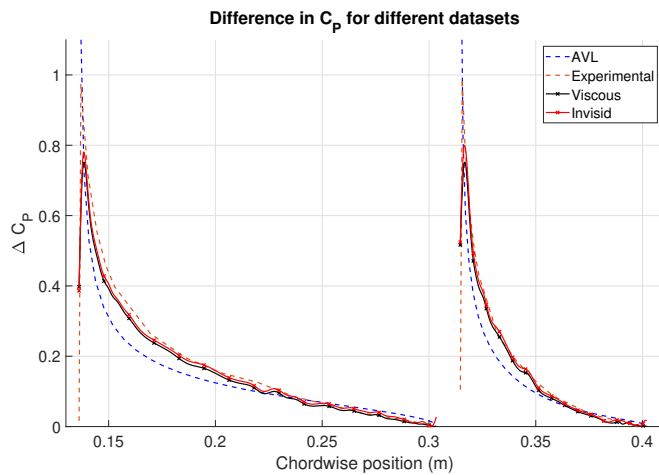 Difference in C_P for different datasets
AVL
Experimental
Viscous
Invisid
Δ C_P
1
0.8
0.6
0.4
0.2
0
0.15 0.2 0.25 0.3 0.35 0.4
Chordwise position (m)